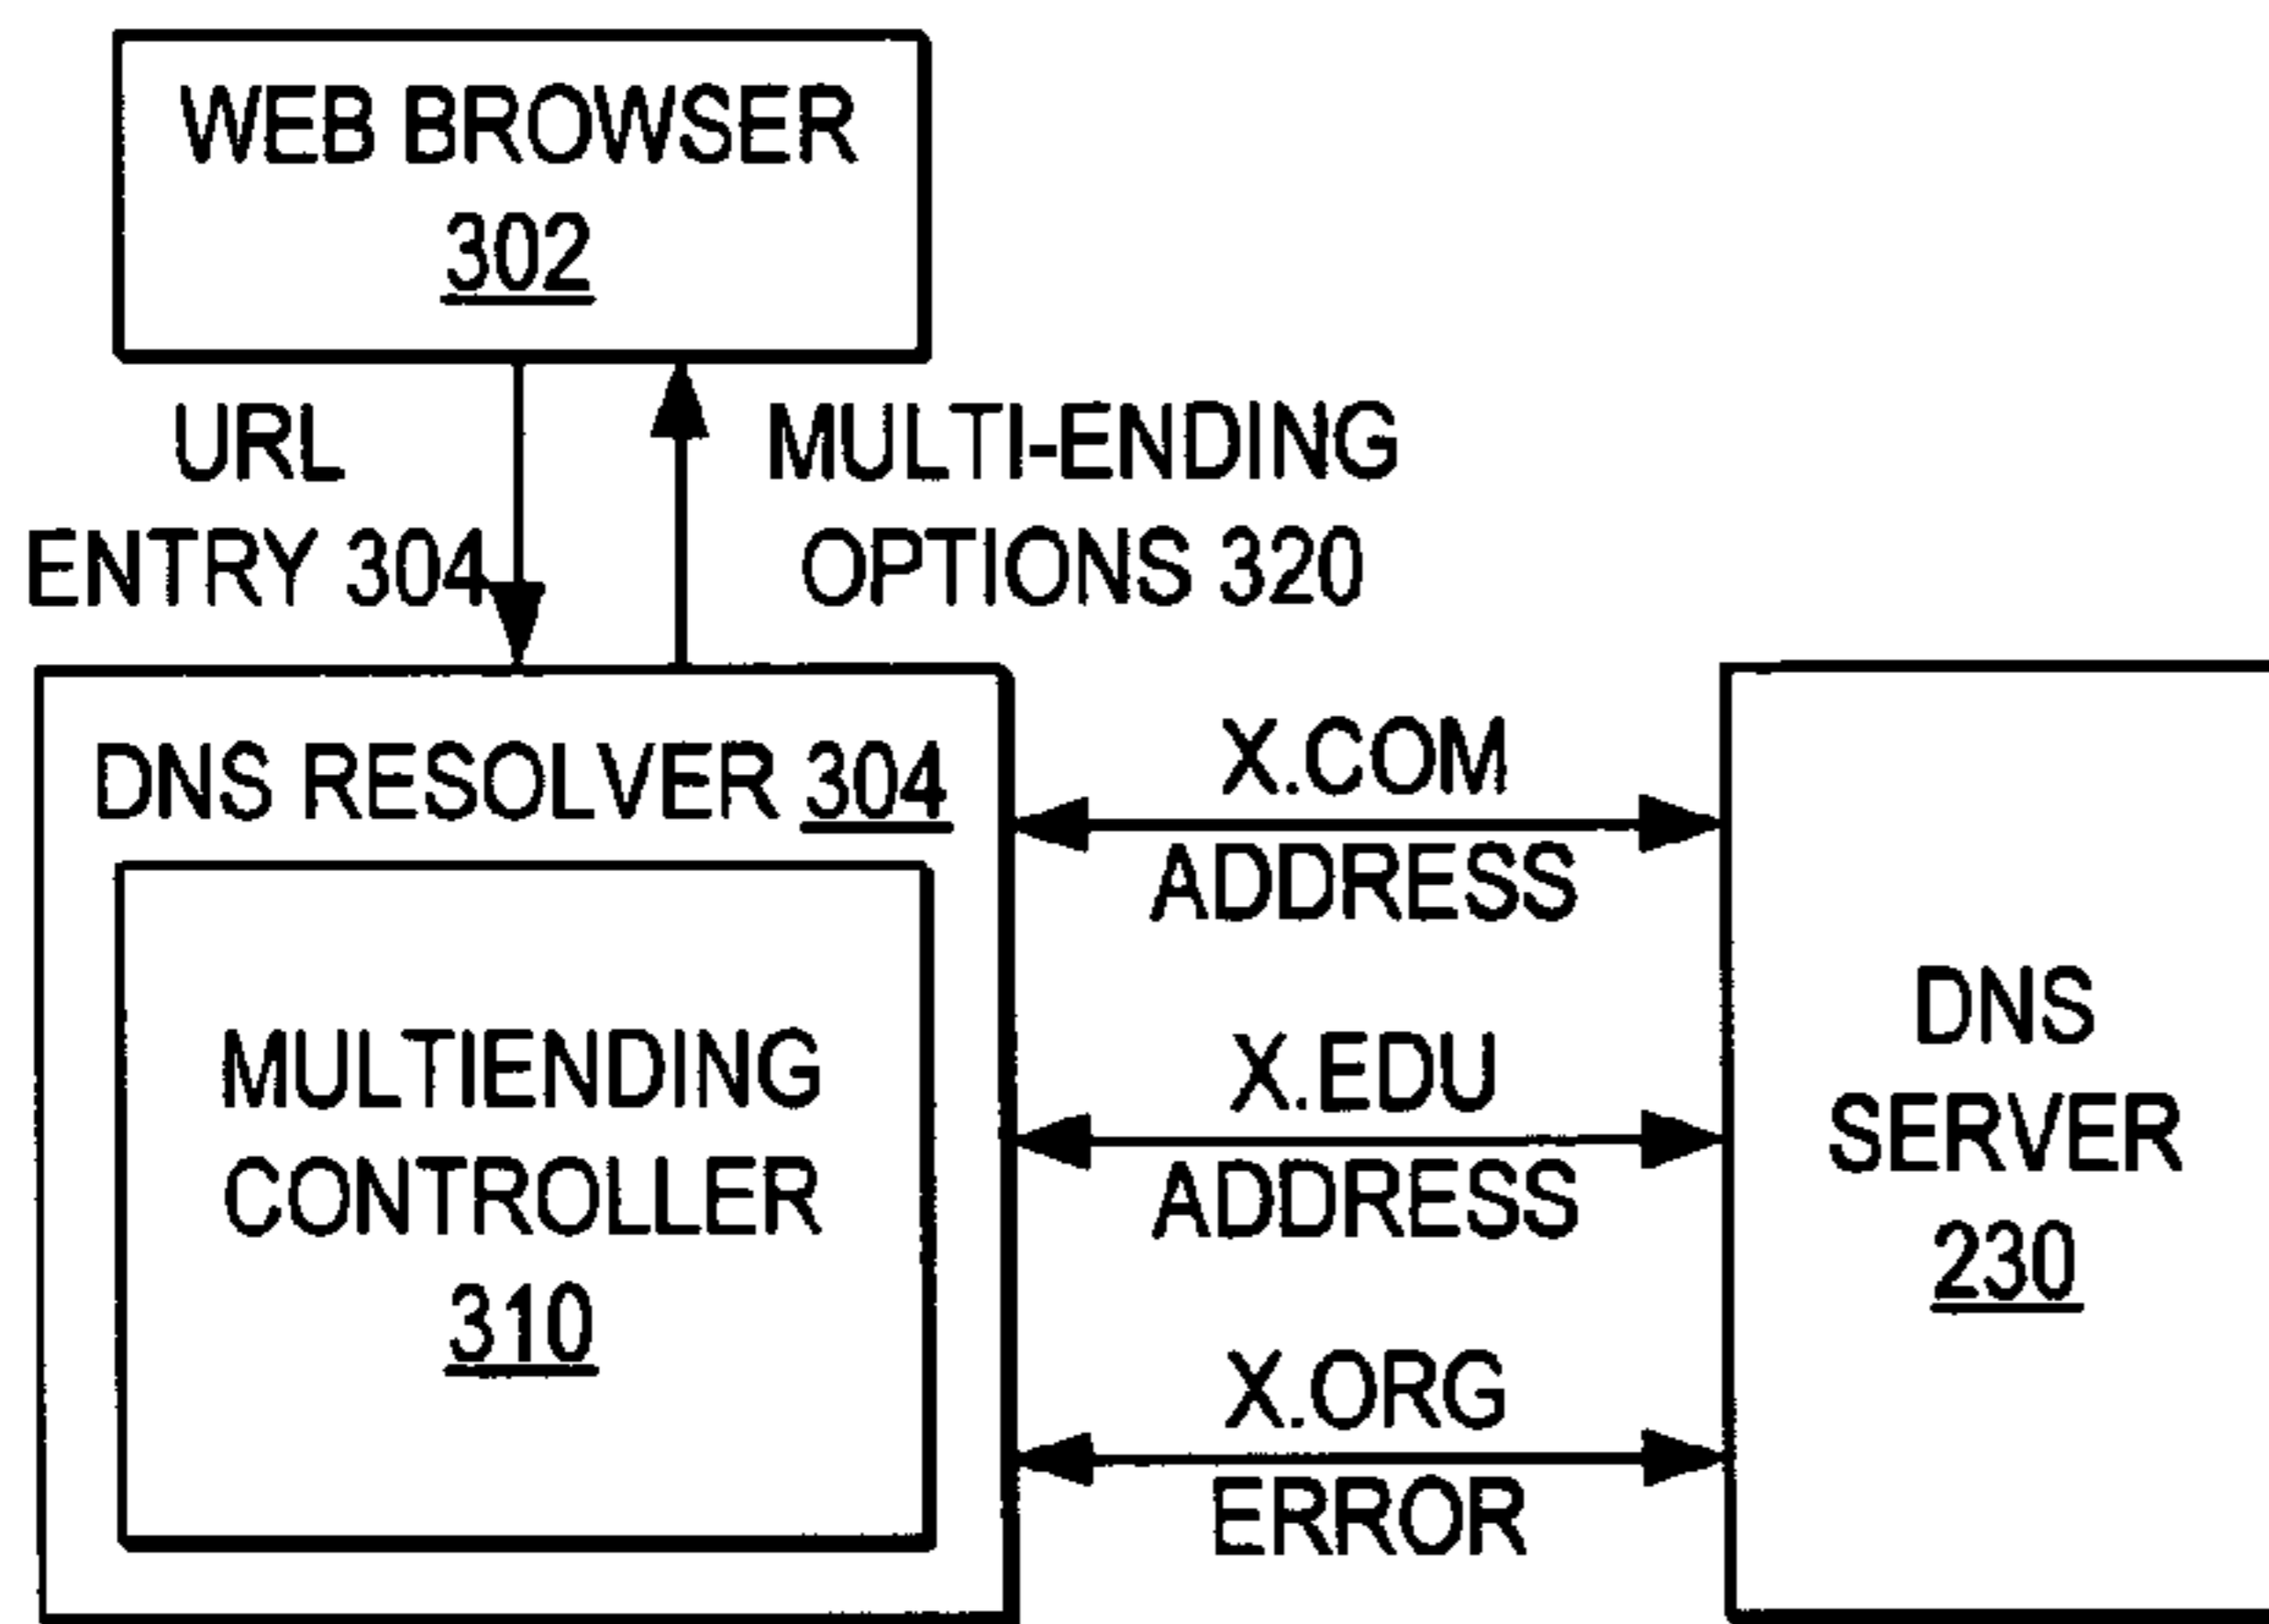 WEB BROWSER
302
URL
ENTRY 304
MULTI-ENDING
OPTIONS 320
DNS RESOLVER 304
MULTIENDING
CONTROLLER
310
X.COM
ADDRESS
X.EDU
ADDRESS
X.ORG
ERROR
DNS
SERVER
230